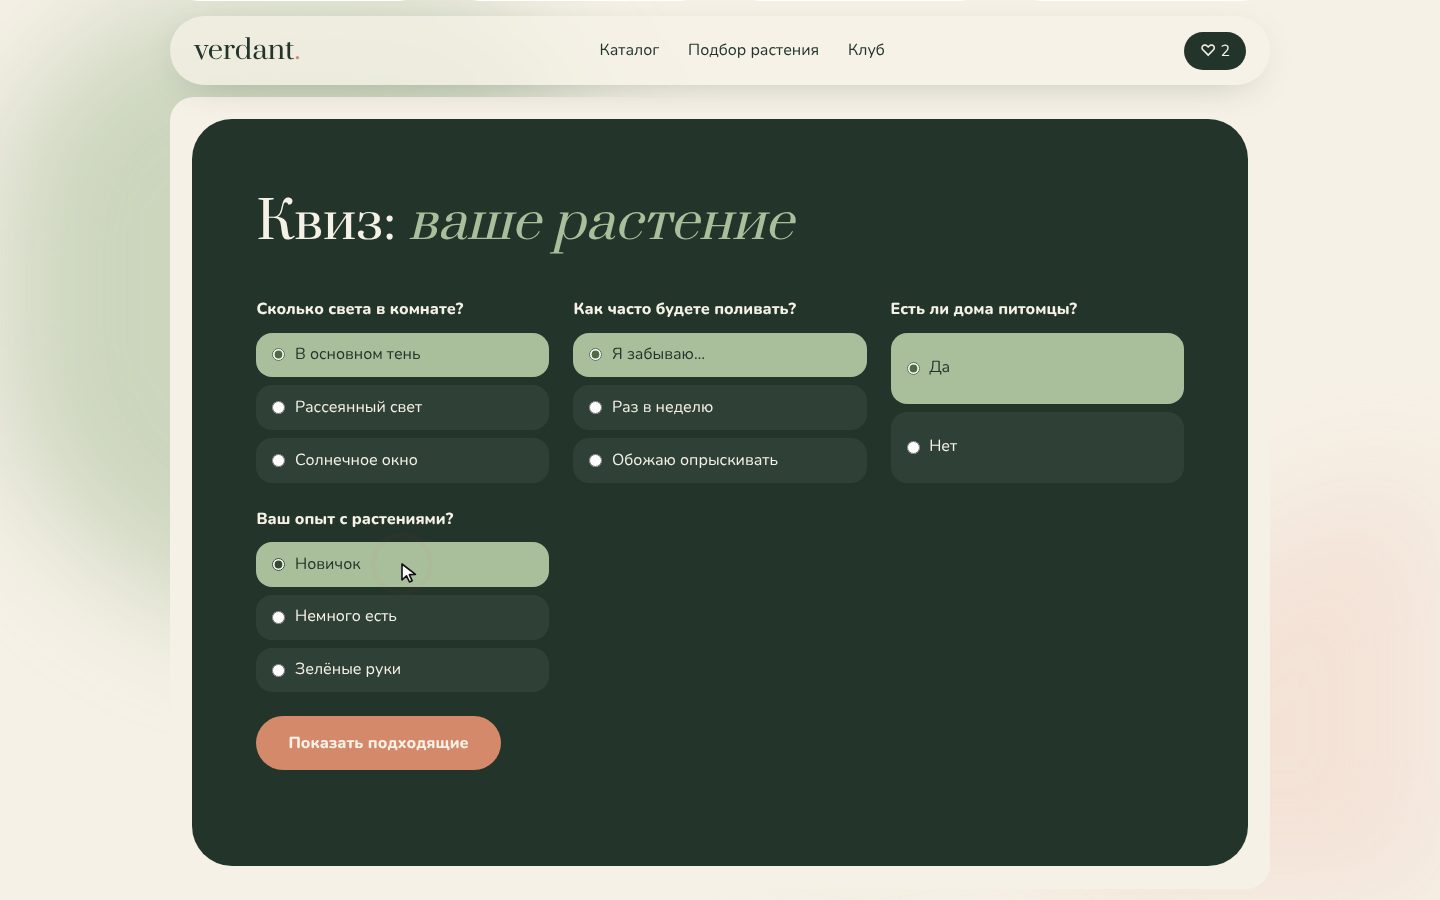 verdant.
Каталог
Подбор растения
Клуб
♡ 2
Квиз: ваше растение
Сколько света в комнате?
В основном тень
Рассеянный свет
Солнечное окно
Как часто будете поливать?
Я забываю…
Раз в неделю
Обожаю опрыскивать
Есть ли дома питомцы?
Да
Нет
Ваш опыт с растениями?
Новичок
Немного есть
Зелёные руки
Показать подходящие